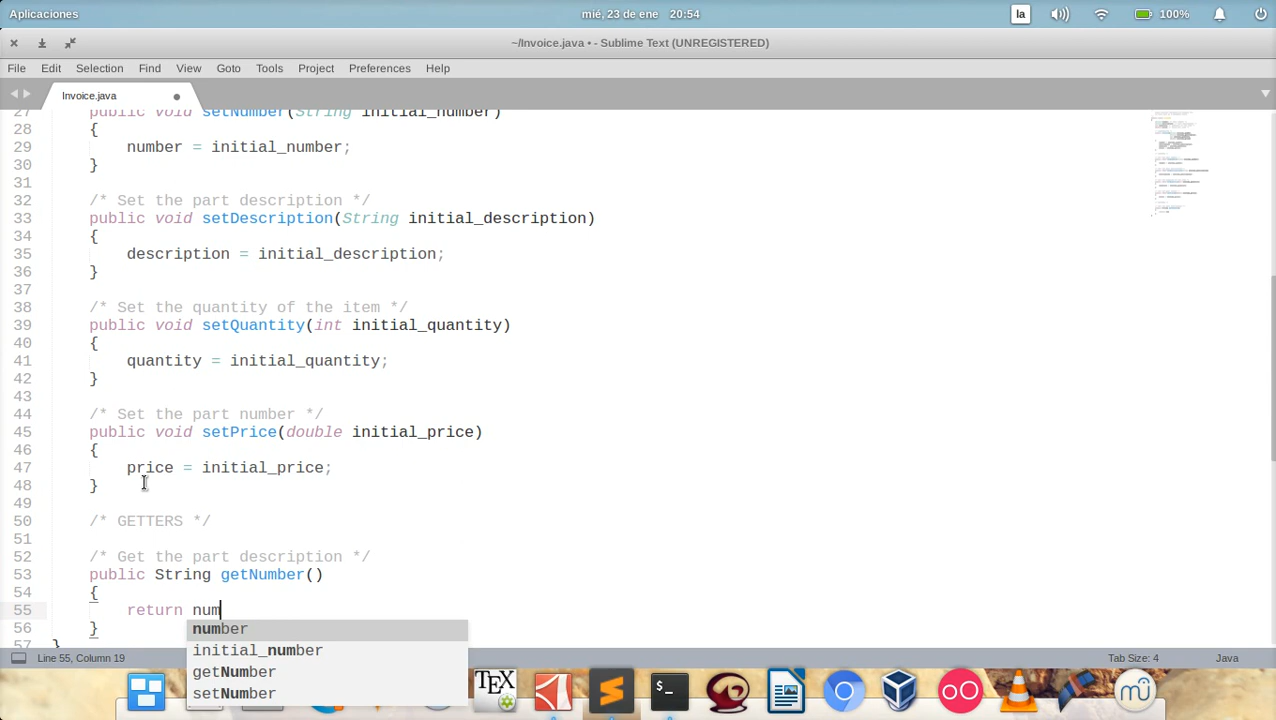 Aplicaciones
mié, 23 de ene 20:54
la
100%
~/Invoice.java • - Sublime Text (UNREGISTERED)
File Edit Selection Find View Goto Tools Project Preferences Help
Invoice.java
27 public void setNumber(String initial_number)
28 {
29 number = initial_number;
30 }
31
32 /* Set the part description */
33 public void setDescription(String initial_description)
34 {
35 description = initial_description;
36 }
37
38 /* Set the quantity of the item */
39 public void setQuantity(int initial_quantity)
40 {
41 quantity = initial_quantity;
42 }
43
44 /* Set the part number */
45 public void setPrice(double initial_price)
46 {
47 price = initial_price;
48 }
49
50 /* GETTERS */
51
52 /* Get the part description */
53 public String getNumber()
54 {
55 return num
56 }
57 }
number
initial_number
getNumber
setNumber
Line 55, Column 19
Tab Size: 4
Java
TEX
>_
mu